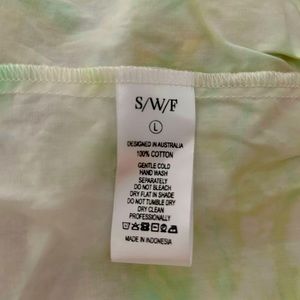 S/W/F
L
DESIGNED IN AUSTRALIA
100% COTTON
GENTLE COLD
HAND WASH
SEPARATELY
DO NOT BLEACH
DRY FLAT IN SHADE
DO NOT TUMBLE DRY
DRY CLEAN
PROFESSIONALLY
MADE IN INDONESIA